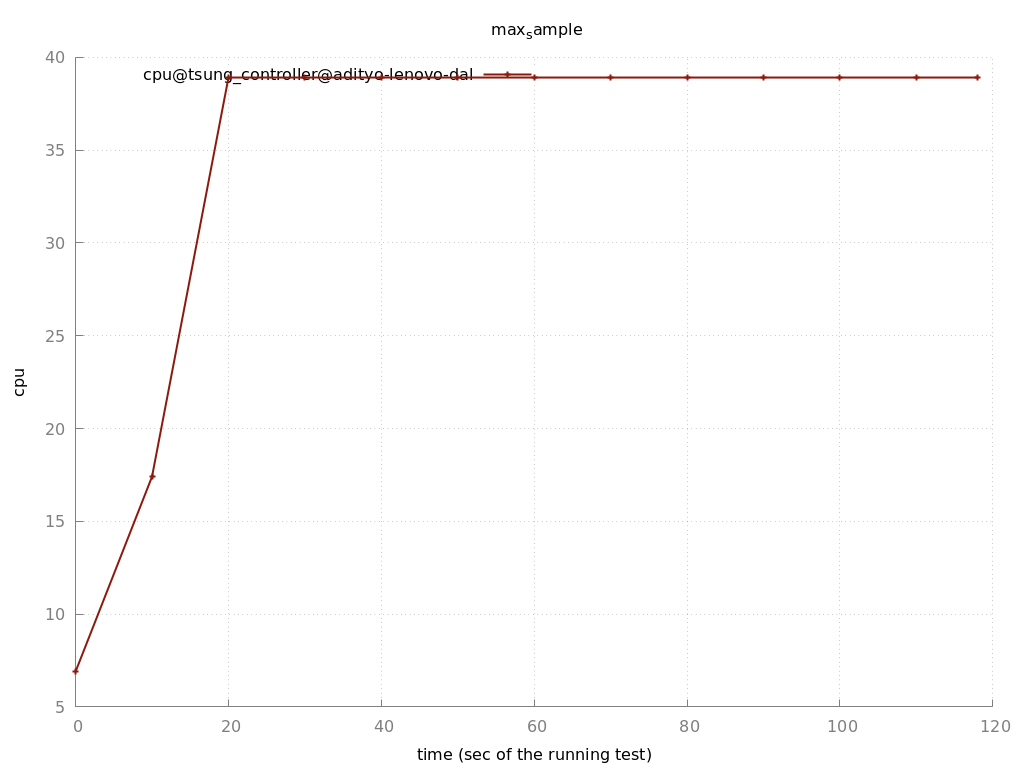 max_sample
40
cpu@tsung_controller@adityo-lenovo-dal
35
30
25
cpu
20
15
10
5
0 20 40 60 80 100 120
time (sec of the running test)